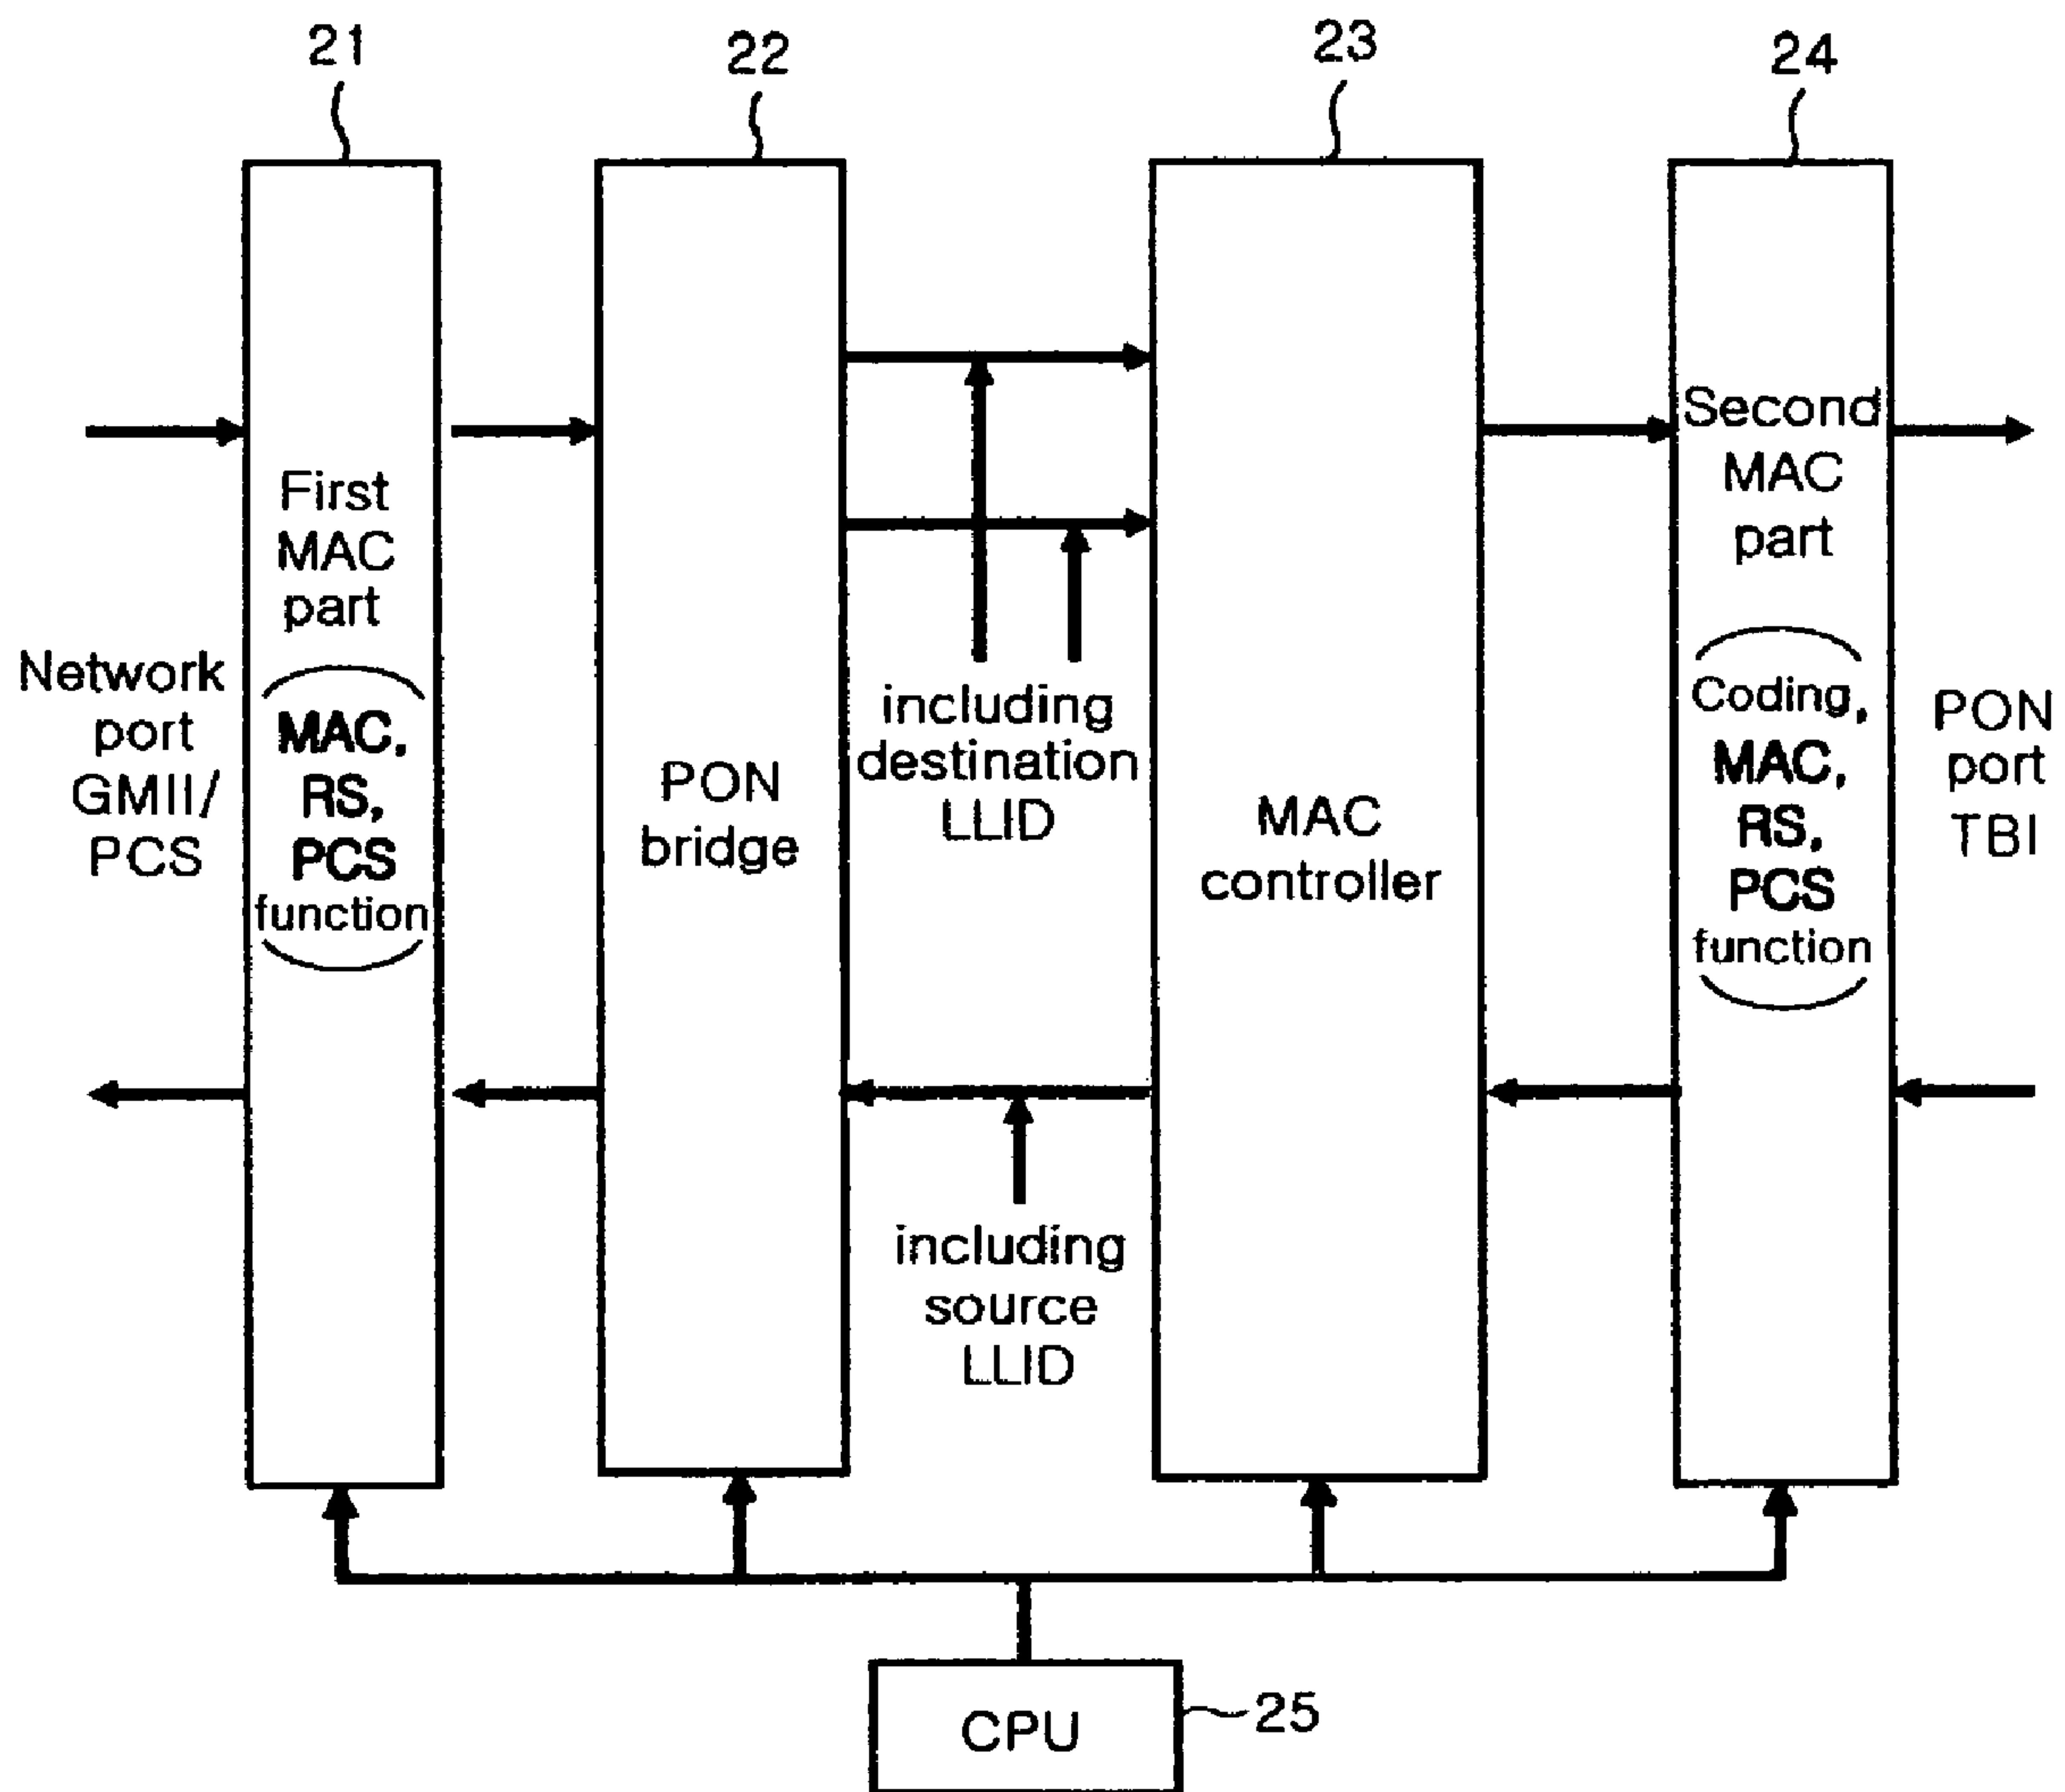 21
22
23
24
First
MAC
part
MAC,
RS,
PCS
function
Network
port
GMII/
PCS
PON
bridge
including
destination
LLID
including
source
LLID
MAC
controller
Second
MAC
part
Coding,
MAC,
RS,
PCS
function
PON
port
TBI
CPU
25